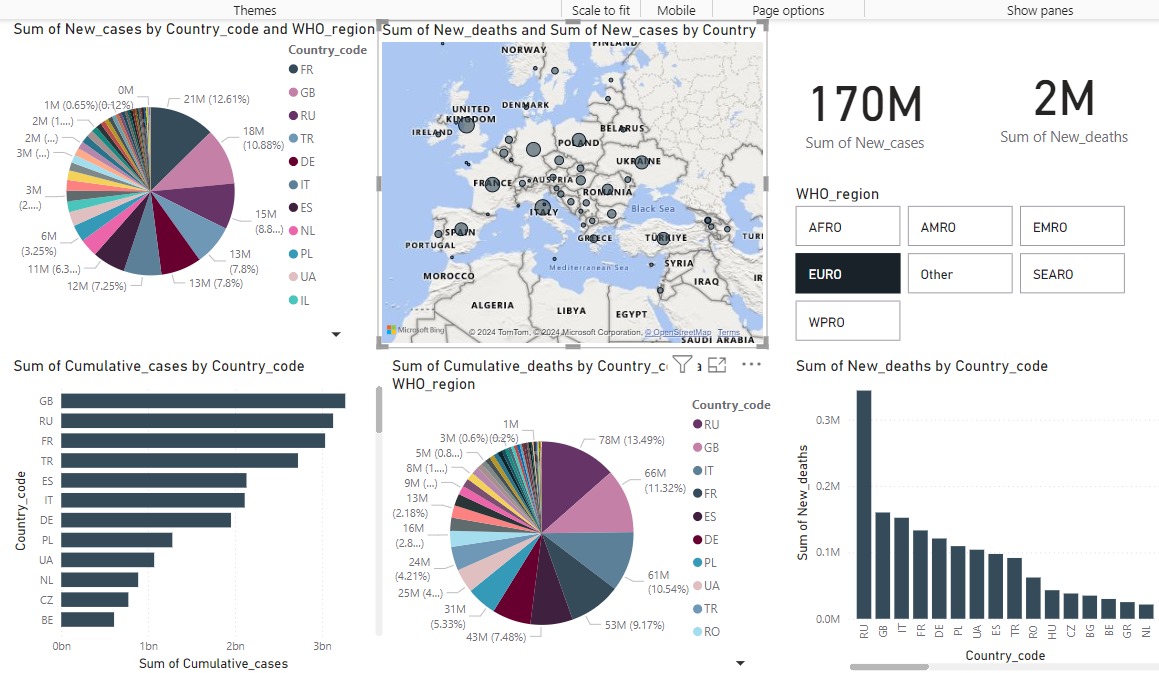 Themes
Scale to fit
Mobile
Page options
Show panes
Sum of New_cases by Country_code and WHO_region
Country_code
FR
GB
RU
TR
DE
IT
ES
NL
PL
UA
IL
0M
21M (12.61%)
18M
(10.88%)
15M
(8.8...)
13M
(7.8%)
13M (7.8%)
12M (7.25%)
11M (6.3...)
6M
(3.25%)
3M
(2....)
3M (...)
2M (...)
2M (1....)
1M (0.65%)
(0.12%)
Sum of New_deaths and Sum of New_cases by Country
NORWAY
FINLAND
UNITED
KINGDOM
DENMARK
IRELAND
BELARUS
POLAND
UKRAINE
FRANCE
AUSTRIA
ROMANIA
ITALY
Black Sea
SPAIN
PORTUGAL
GREECE
TÜRKİYE
TURI
SYRIA
Mediterranean Sea
MOROCCO
IRAQ
IR
ALGERIA
LIBYA
EGYPT
SAUDI ARABIA
Microsoft Bing
© 2024 TomTom, © 2024 Microsoft Corporation, © OpenStreetMap Terms
170M
Sum of New_cases
2M
Sum of New_deaths
WHO_region
AFRO
AMRO
EMRO
EURO
Other
SEARO
WPRO
Sum of Cumulative_cases by Country_code
Country_code
GB
RU
FR
TR
ES
IT
DE
PL
UA
NL
CZ
BE
0bn
1bn
2bn
3bn
Sum of Cumulative_cases
Sum of Cumulative_deaths by Country_c
WHO_region
Country_code
RU
GB
IT
FR
ES
DE
PL
UA
TR
RO
1M
78M (13.49%)
66M
(11.32%)
61M
(10.54%)
53M (9.17%)
43M (7.48%)
31M
(5.33%)
25M (4...)
24M
(4.21%)
16M
(2.8...)
13M
(2.18%)
9M (...)
8M (1....)
5M (0.8...)
3M (0.6%)
(0.2%)
Sum of New_deaths by Country_code
Sum of New_deaths
0.3M
0.2M
0.1M
0.0M
RU
GB
IT
FR
DE
PL
UA
ES
TR
RO
HU
CZ
BG
BE
GR
NL
Country_code